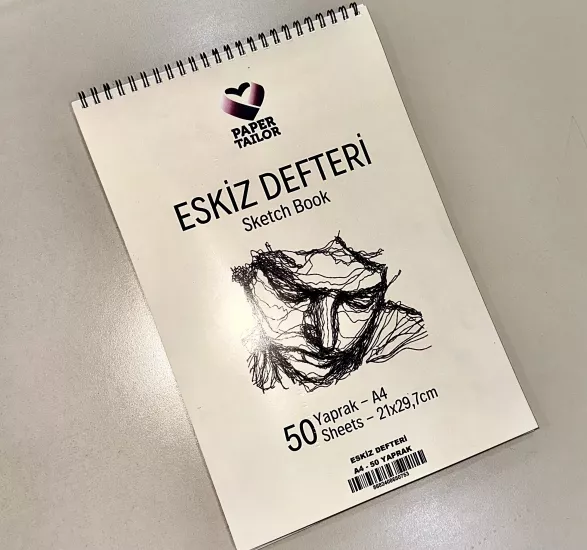 PAPER
TAILOR
ESKİZ DEFTERİ
Sketch Book
50 Yaprak – A4
Sheets – 21x29,7cm
ESKİZ DEFTERİ
A4 - 50 YAPRAK